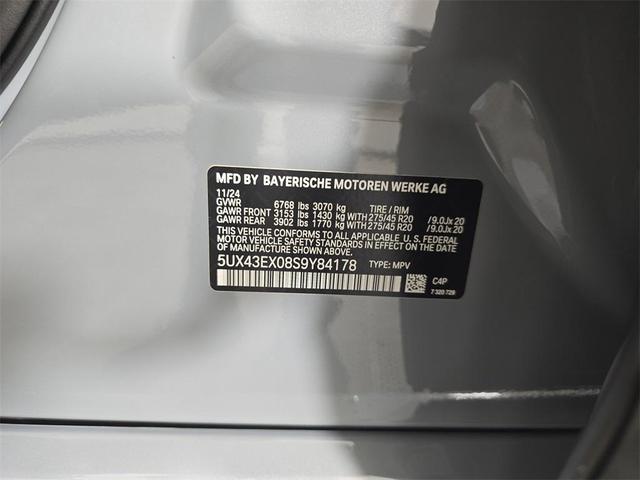 MFD BY BAYERISCHE MOTOREN WERKE AG
11/24
GVWR 6768 lbs 3070 kg TIRE / RIM
GAWR FRONT 3153 lbs 1430 kg WITH 275/45 R20 /9.0Jx20
GAWR REAR 3902 lbs 1770 kg WITH 275/45 R20 /9.0Jx20
THIS VEHICLE CONFORMS TO ALL APPLICABLE U.S. FEDERAL
MOTOR VEHICLE SAFETY STANDARDS IN EFFECT ON THE DATE
OF MANUFACTURE SHOWN ABOVE.
5UX43EX08S9Y84178 TYPE: MPV
C4P
7 320 729